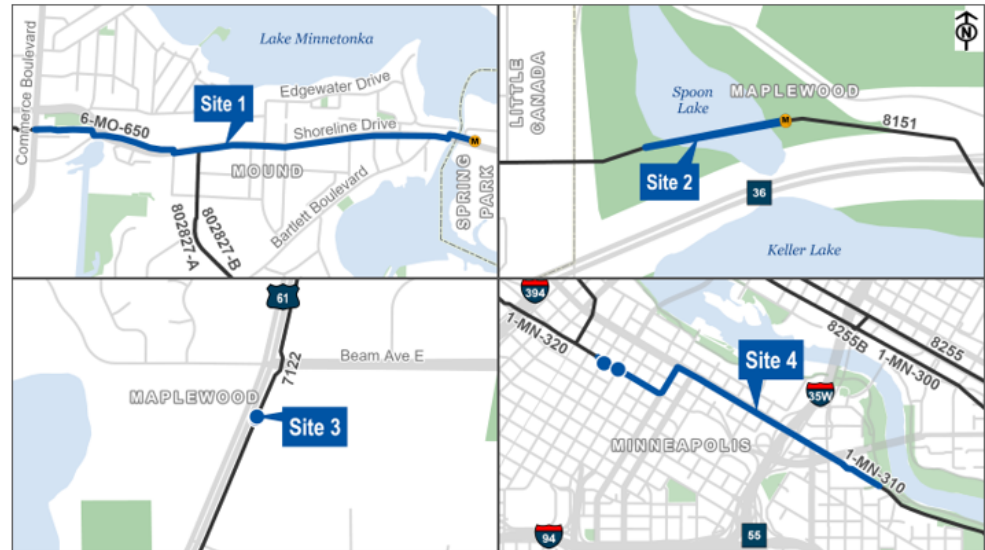 Lake Minnetonka
Commerce Boulevard
Edgewater Drive
Site 1
6-MO-650
Shoreline Drive
M
MOUND
Bartlett Boulevard
SPRING
PARK
802827-A
802827-B
N
LITTLE
CANADA
Spoon
Lake
MAPLEWOOD
M
8151
Site 2
36
Keller Lake
61
Beam Ave E
7122
MAPLEWOOD
Site 3
394
1-MN-320
8255B
8255
1-MN-300
Site 4
35W
MINNEAPOLIS
1-MN-310
94
55